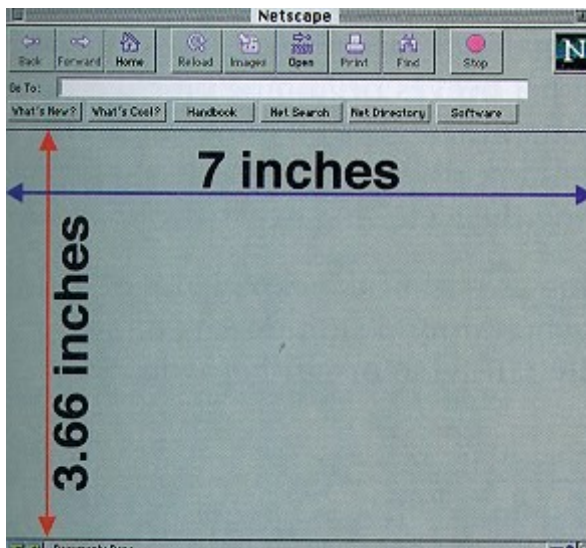 Netscape
Back Forward Home Reload Images Open Print Find Stop
N
Go To:
What's New? What's Cool? Handbook Net Search Net Directory Software
7 inches
3.66 inches